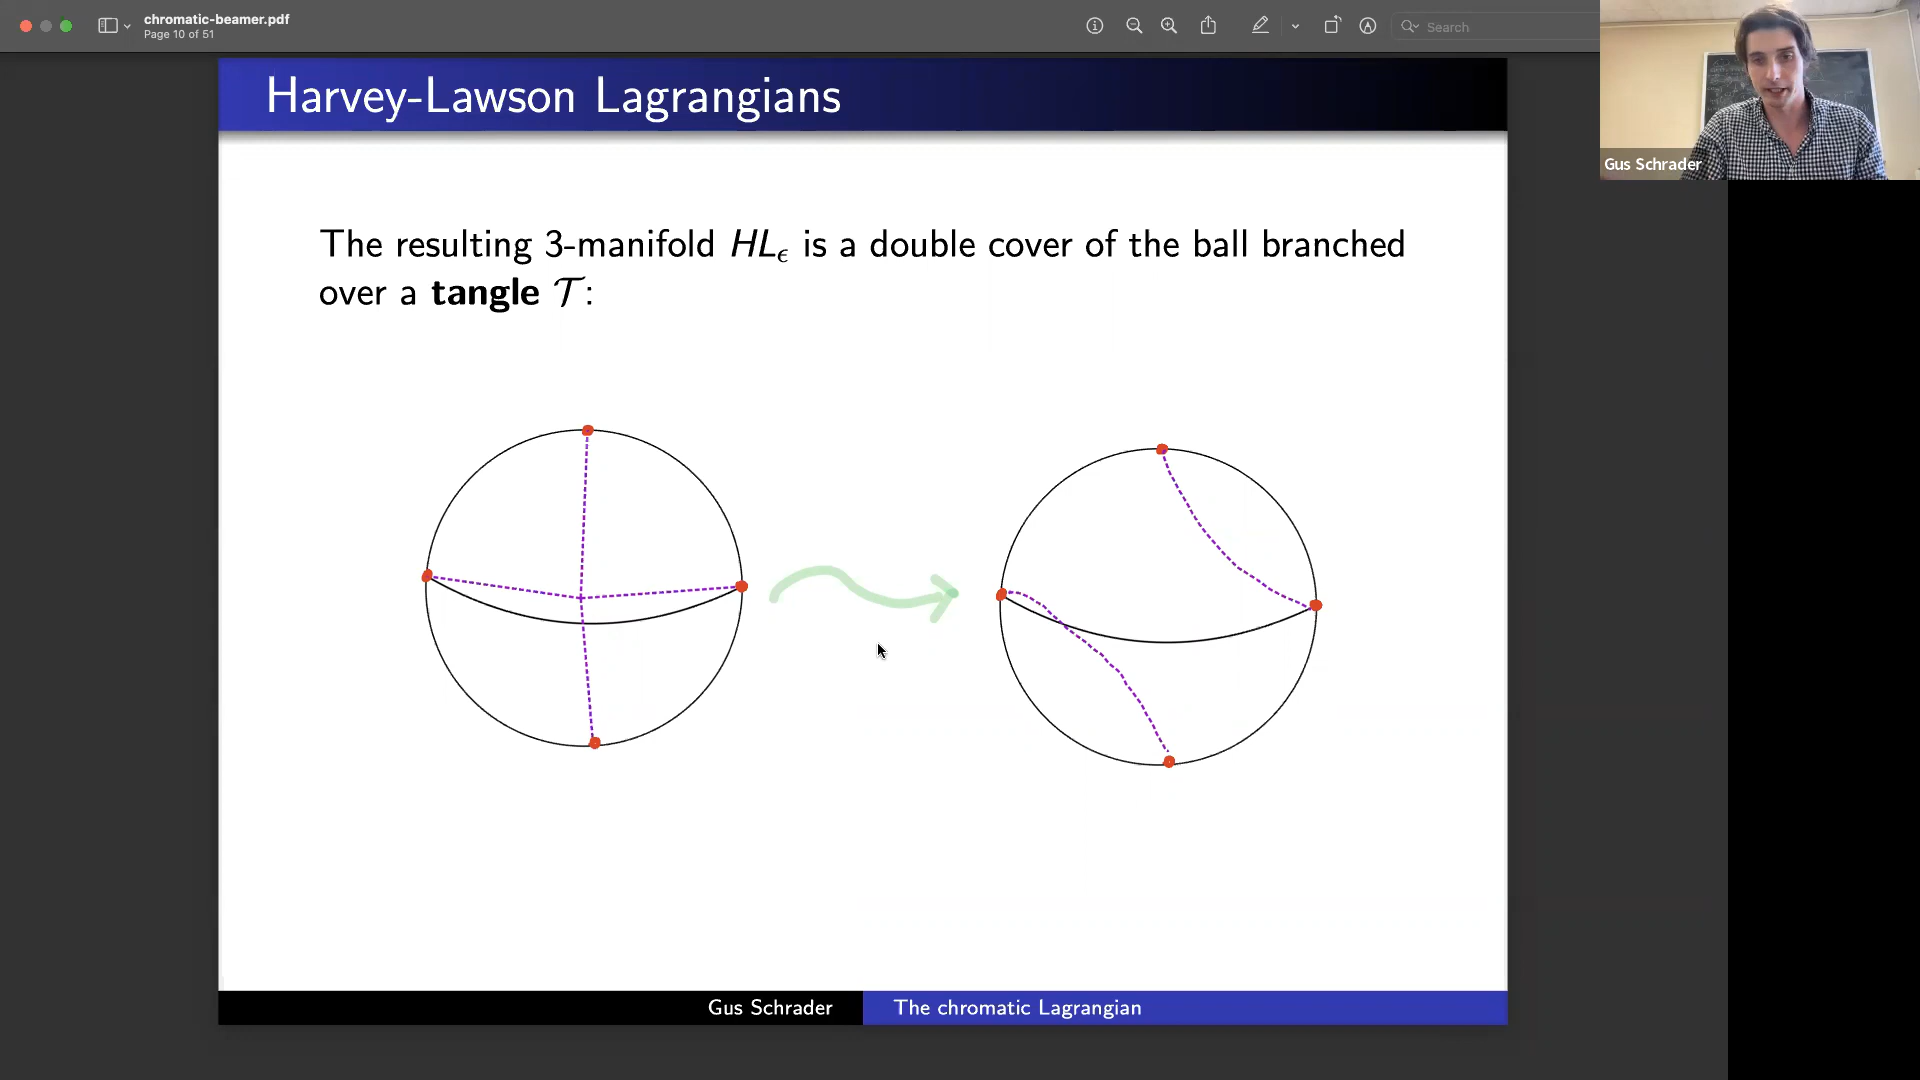 chromatic-beamer.pdf
Page 10 of 51
Search
Gus Schrader
Harvey-Lawson Lagrangians
The resulting 3-manifold HL_ϵ is a double cover of the ball branched
over a tangle 𝒯:
Gus Schrader
The chromatic Lagrangian